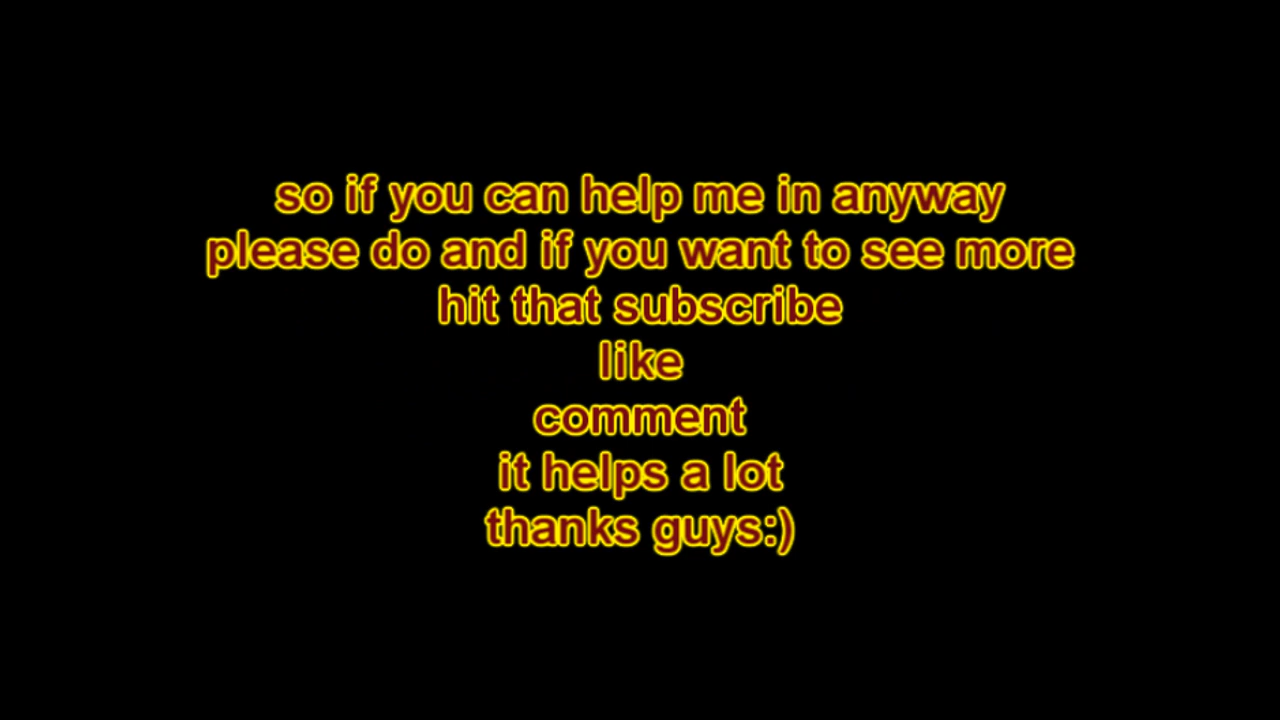 so if you can help me in anyway
please do and if you want to see more
hit that subscribe
like
comment
it helps a lot
thanks guys:)